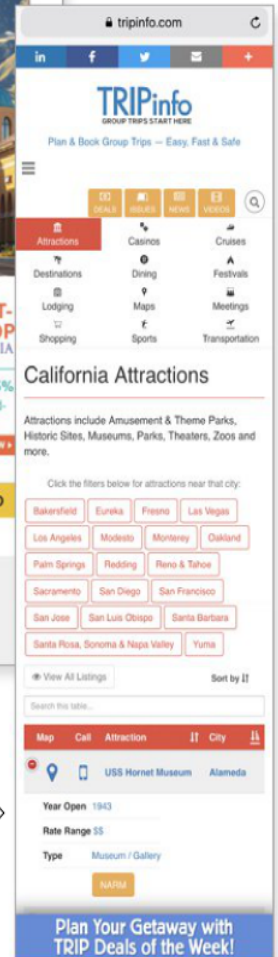 tripinfo.com
in f
TRIPinfo
GROUP TRIPS START HERE
Plan & Book Group Trips — Easy, Fast & Safe
DEALS ISSUES NEWS VIDEOS
Attractions Casinos Cruises
Destinations Dining Festivals
Lodging Maps Meetings
Shopping Sports Transportation
California Attractions
Attractions include Amusement & Theme Parks,
Historic Sites, Museums, Parks, Theaters, Zoos and
more.
Click the filters below for attractions near that city:
Bakersfield Eureka Fresno Las Vegas
Los Angeles Modesto Monterey Oakland
Palm Springs Redding Reno & Tahoe
Sacramento San Diego San Francisco
San Jose San Luis Obispo Santa Barbara
Santa Rosa, Sonoma & Napa Valley Yuma
View All Listings Sort by
Search this table...
Map Call Attraction City
USS Hornet Museum Alameda
Year Open 1943
Rate Range $$
Type Museum / Gallery
NARM
Plan Your Getaway with
TRIP Deals of the Week!